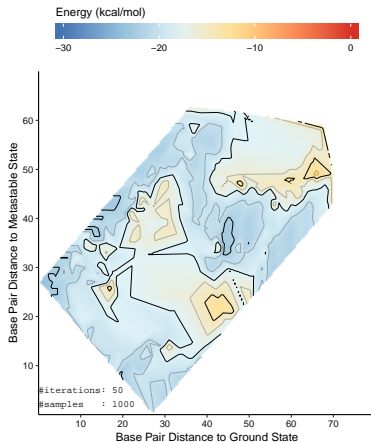 Energy (kcal/mol)
−30 −20 −10 0
Base Pair Distance to Metastable State
60
50
40
30
20
10
#iterations: 50
#samples : 1000
10 20 30 40 50 60 70
Base Pair Distance to Ground State